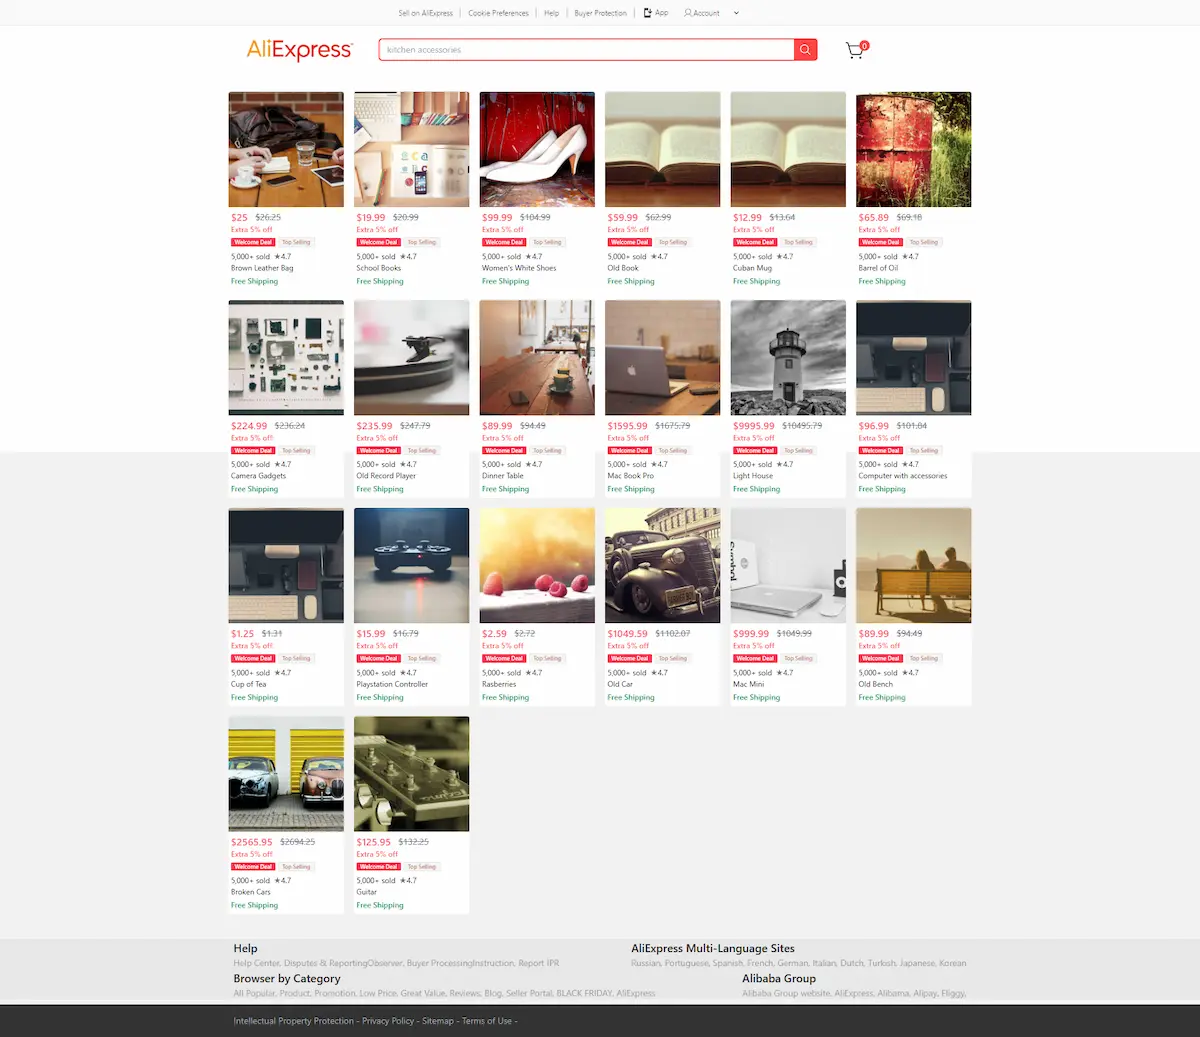 Sell on AliExpress | Cookie Preferences | Help | Buyer Protection | App Account
AliExpress
kitchen accessories
0
$25 $26.25
Extra 5% off
Welcome Deal Top Selling
5,000+ sold ★4.7
Brown Leather Bag
Free Shipping
$19.99 $20.99
Extra 5% off
Welcome Deal Top Selling
5,000+ sold ★4.7
School Books
Free Shipping
$99.99 $104.99
Extra 5% off
Welcome Deal Top Selling
5,000+ sold ★4.7
Women's White Shoes
Free Shipping
$59.99 $62.99
Extra 5% off
Welcome Deal Top Selling
5,000+ sold ★4.7
Old Book
Free Shipping
$12.99 $13.64
Extra 5% off
Welcome Deal Top Selling
5,000+ sold ★4.7
Cuban Mug
Free Shipping
$65.89 $69.18
Extra 5% off
Welcome Deal Top Selling
5,000+ sold ★4.7
Barrel of Oil
Free Shipping
$224.99 $236.24
Extra 5% off
Welcome Deal Top Selling
5,000+ sold ★4.7
Camera Gadgets
Free Shipping
$235.99 $247.79
Extra 5% off
Welcome Deal Top Selling
5,000+ sold ★4.7
Old Record Player
Free Shipping
$89.99 $94.49
Extra 5% off
Welcome Deal Top Selling
5,000+ sold ★4.7
Dinner Table
Free Shipping
$1595.99 $1675.79
Extra 5% off
Welcome Deal Top Selling
5,000+ sold ★4.7
Mac Book Pro
Free Shipping
$9995.99 $10495.79
Extra 5% off
Welcome Deal Top Selling
5,000+ sold ★4.7
Light House
Free Shipping
$96.99 $101.84
Extra 5% off
Welcome Deal Top Selling
5,000+ sold ★4.7
Computer with accessories
Free Shipping
$1.25 $1.31
Extra 5% off
Welcome Deal Top Selling
5,000+ sold ★4.7
Cup of Tea
Free Shipping
$15.99 $16.79
Extra 5% off
Welcome Deal Top Selling
5,000+ sold ★4.7
Playstation Controller
Free Shipping
$2.59 $2.72
Extra 5% off
Welcome Deal Top Selling
5,000+ sold ★4.7
Rasberries
Free Shipping
$1049.59 $1102.07
Extra 5% off
Welcome Deal Top Selling
5,000+ sold ★4.7
Old Car
Free Shipping
$999.99 $1049.99
Extra 5% off
Welcome Deal Top Selling
5,000+ sold ★4.7
Mac Mini
Free Shipping
$89.99 $94.49
Extra 5% off
Welcome Deal Top Selling
5,000+ sold ★4.7
Old Bench
Free Shipping
$2565.95 $2694.25
Extra 5% off
Welcome Deal Top Selling
5,000+ sold ★4.7
Broken Cars
Free Shipping
$125.95 $132.25
Extra 5% off
Welcome Deal Top Selling
5,000+ sold ★4.7
Guitar
Free Shipping
Help
Help Center, Disputes & ReportingObserver, Buyer ProcessingInstruction, Report IPR
AliExpress Multi-Language Sites
Russian, Portuguese, Spanish, French, German, Italian, Dutch, Turkish, Japanese, Korean
Browser by Category
All Popular, Product, Promotion, Low Price, Great Value, Reviews, Blog, Seller Portal, BLACK FRIDAY, AliExpress
Alibaba Group
Alibaba Group website, AliExpress, Alibama, Alipay, Fliggy,
Intellectual Property Protection - Privacy Policy - Sitemap - Terms of Use -